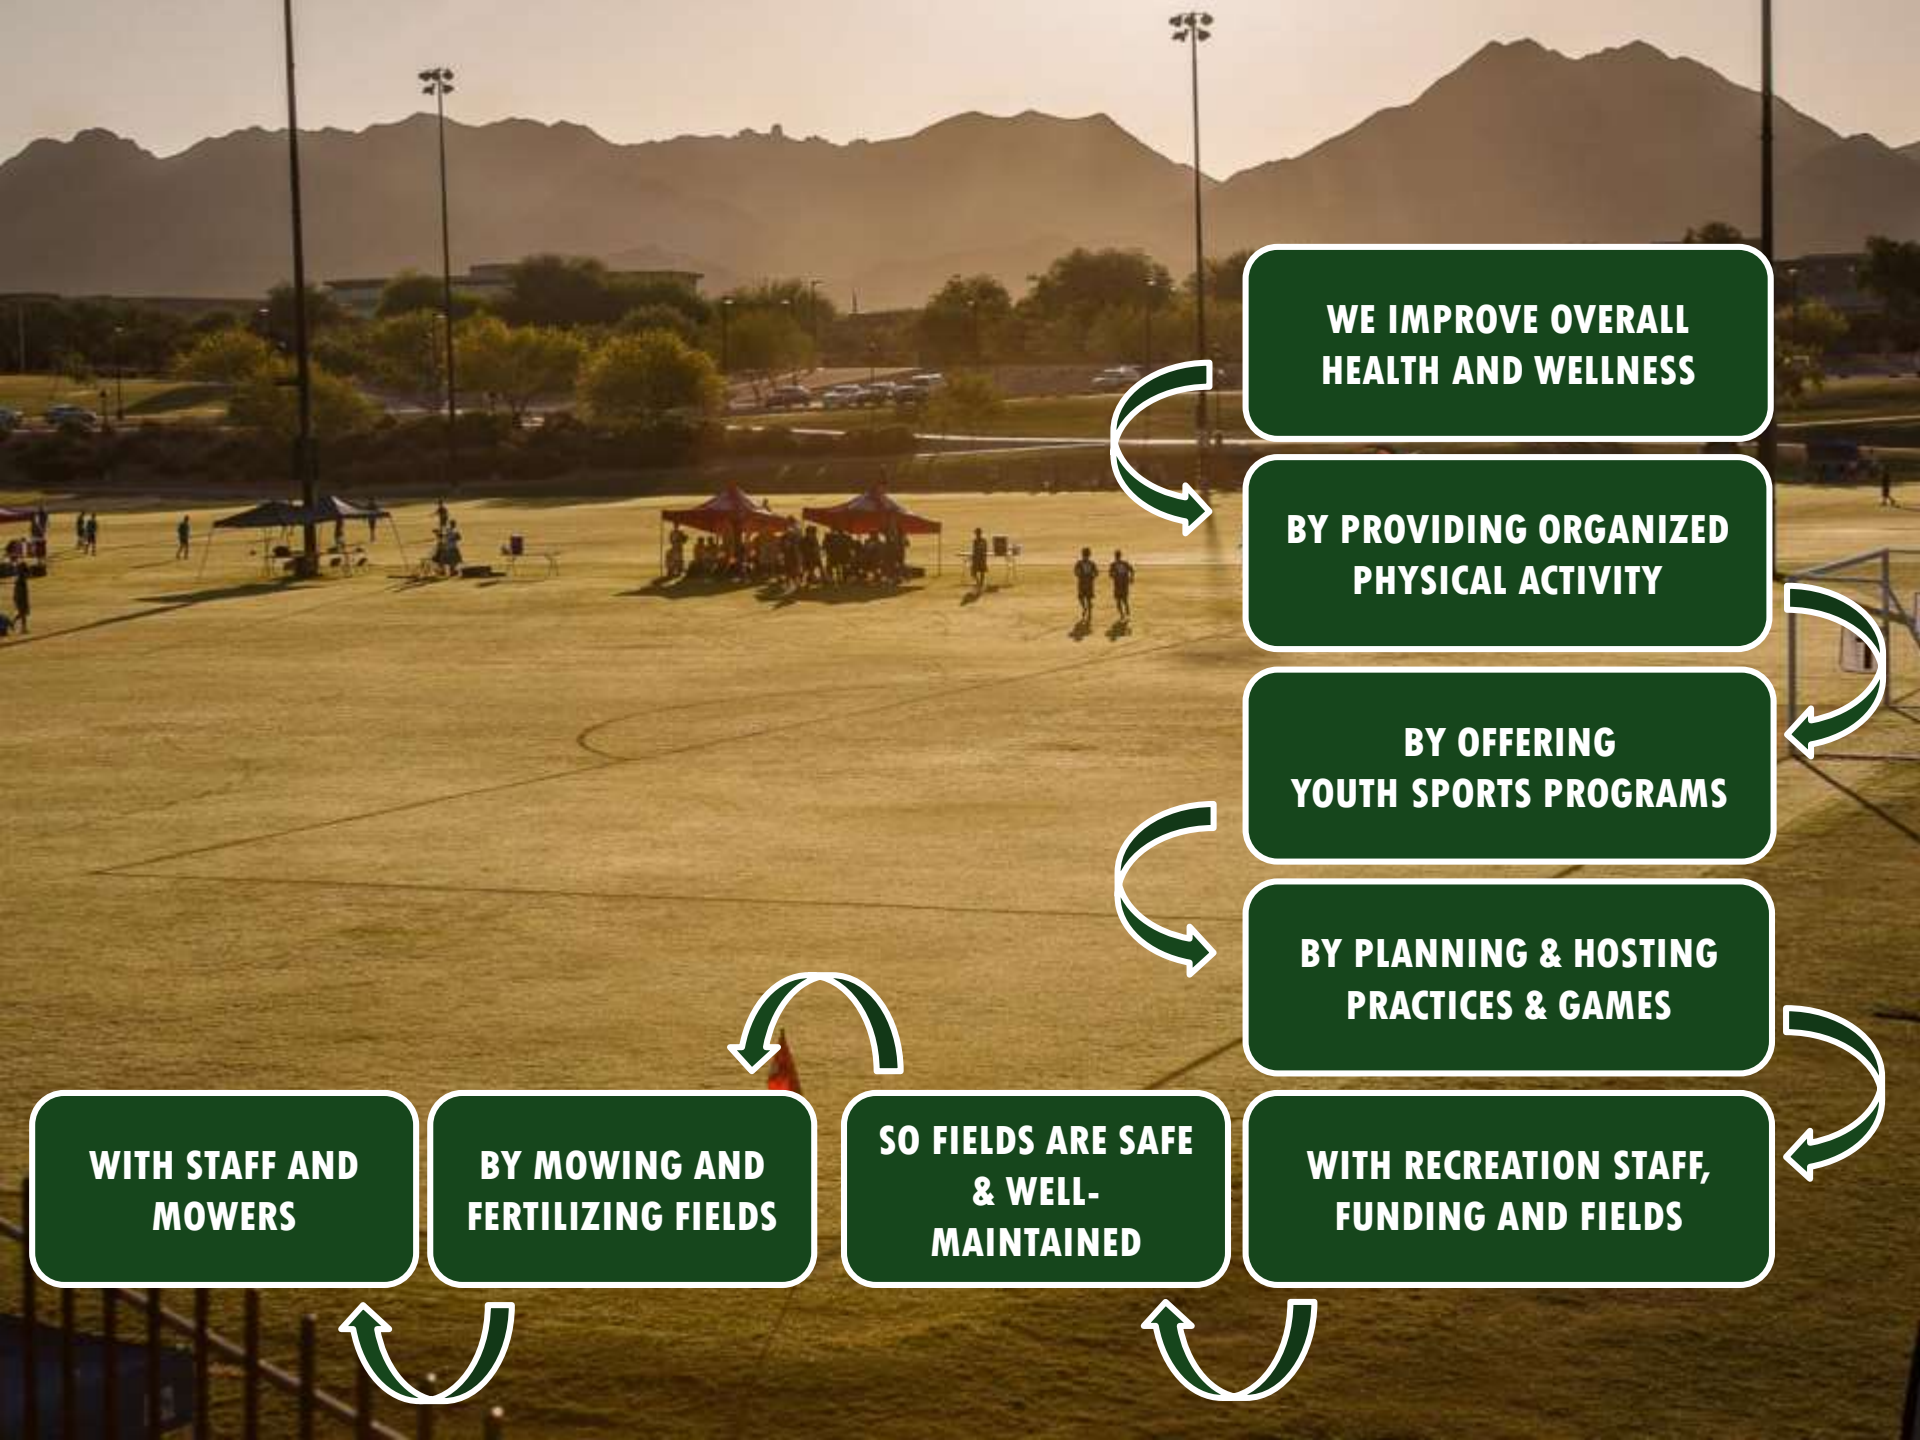 WE IMPROVE OVERALL
HEALTH AND WELLNESS
BY PROVIDING ORGANIZED
PHYSICAL ACTIVITY
BY OFFERING
YOUTH SPORTS PROGRAMS
BY PLANNING & HOSTING
PRACTICES & GAMES
WITH RECREATION STAFF,
FUNDING AND FIELDS
SO FIELDS ARE SAFE
& WELL-
MAINTAINED
BY MOWING AND
FERTILIZING FIELDS
WITH STAFF AND
MOWERS